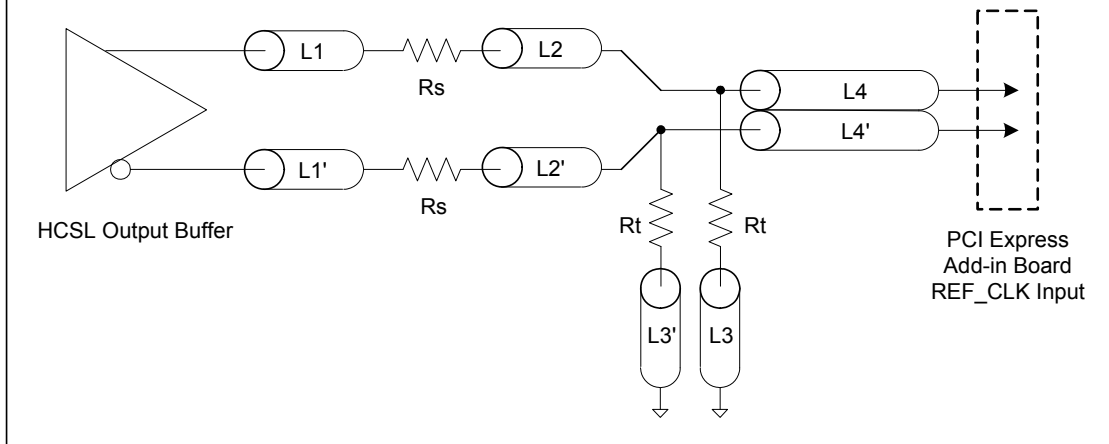 L1
Rs
L2
L4
L4'
L1'
Rs
L2'
HCSL Output Buffer
Rt
Rt
L3'
L3
PCI Express
Add-in Board
REF_CLK Input